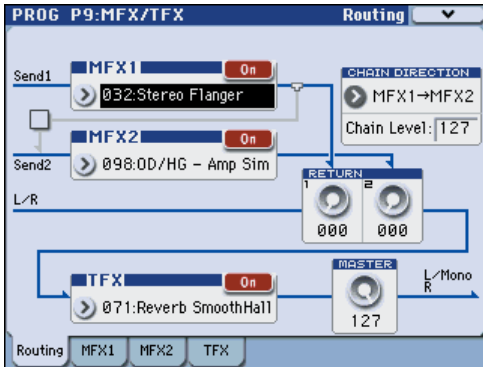 PROG P9:MFX/TFX Routing
MFX1 On
Send1
032:Stereo Flanger
CHAIN DIRECTION
MFX1→MFX2
Chain Level: 127
MFX2 On
Send2
098:OD/HG - Amp Sim
RETURN
1 2
000 000
L/R
TFX On
071:Reverb SmoothHall
MASTER
127
L/Mono
R
Routing MFX1 MFX2 TFX